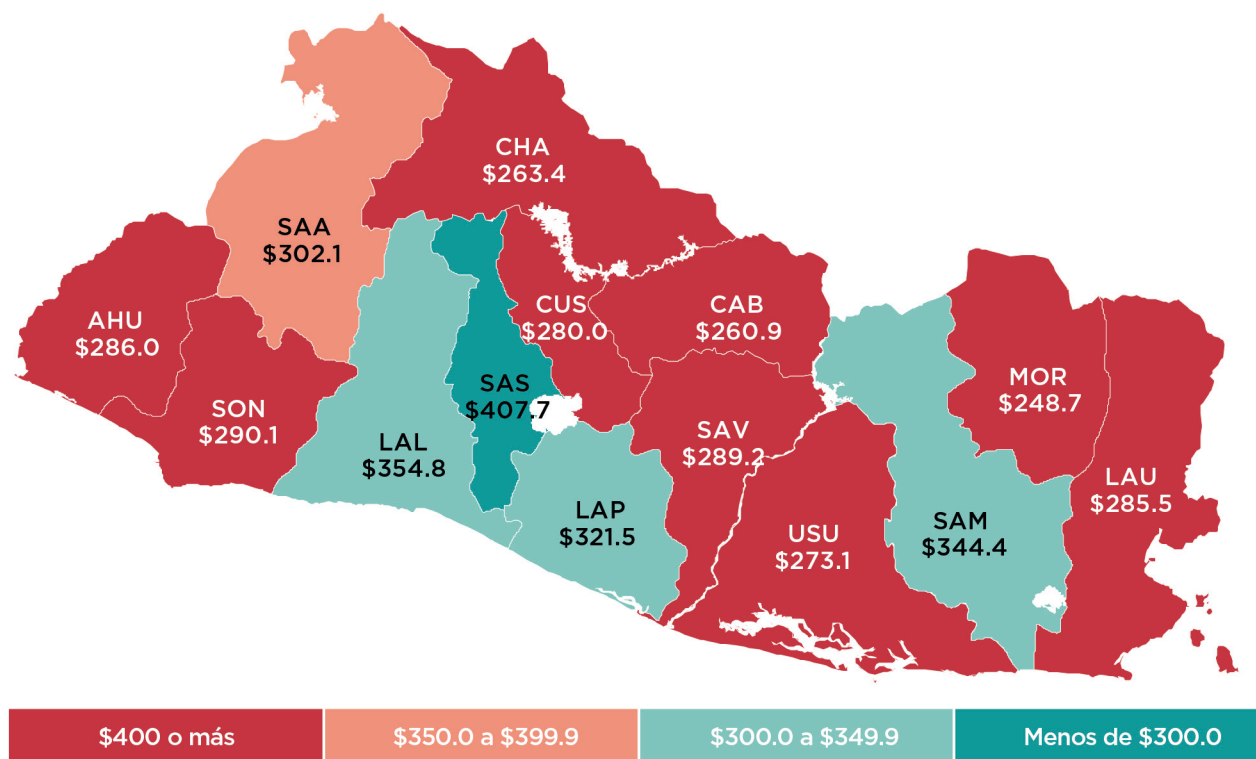 CHA
$263.4
SAA
$302.1
AHU
$286.0
SON
$290.1
LAL
$354.8
SAS
$407.7
CUS
$280.0
CAB
$260.9
SAV
$289.2
LAP
$321.5
USU
$273.1
SAM
$344.4
MOR
$248.7
LAU
$285.5
$400 o más
$350.0 a $399.9
$300.0 a $349.9
Menos de $300.0